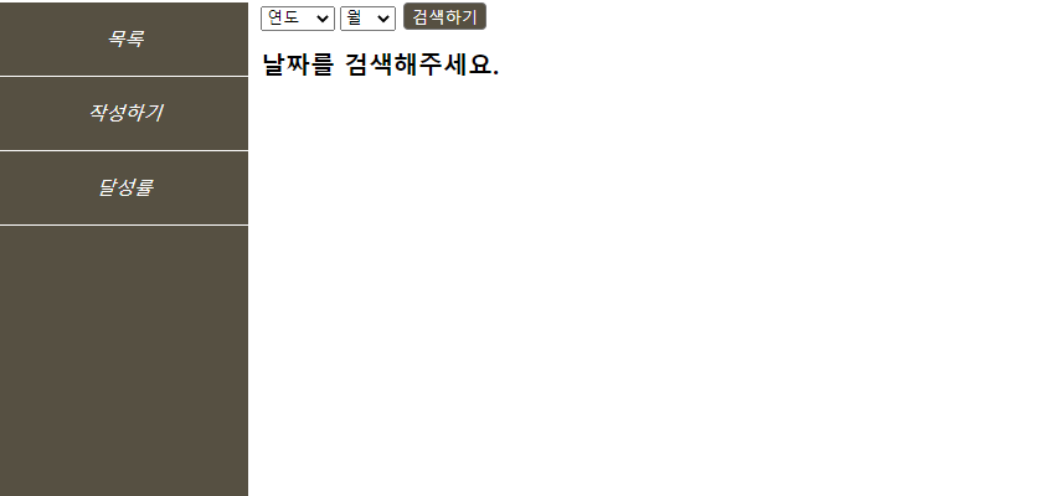 목록
작성하기
달성률
연도 월 검색하기
날짜를 검색해주세요.